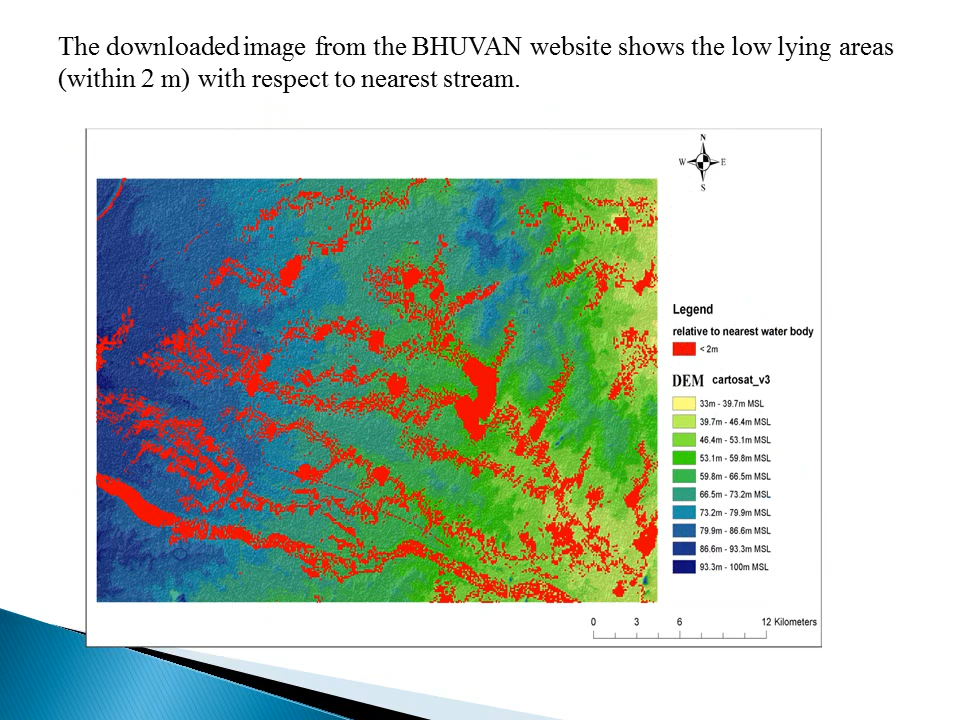 The downloaded image from the BHUVAN website shows the low lying areas
(within 2 m) with respect to nearest stream.
N
W E
S
Legend
relative to nearest water body
< 2m
DEM cartosat_v3
33m - 39.7m MSL
39.7m - 46.4m MSL
46.4m - 53.1m MSL
53.1m - 59.8m MSL
59.8m - 66.5m MSL
66.5m - 73.2m MSL
73.2m - 79.9m MSL
79.9m - 86.6m MSL
86.6m - 93.3m MSL
93.3m - 100m MSL
0 3 6 12 Kilometers